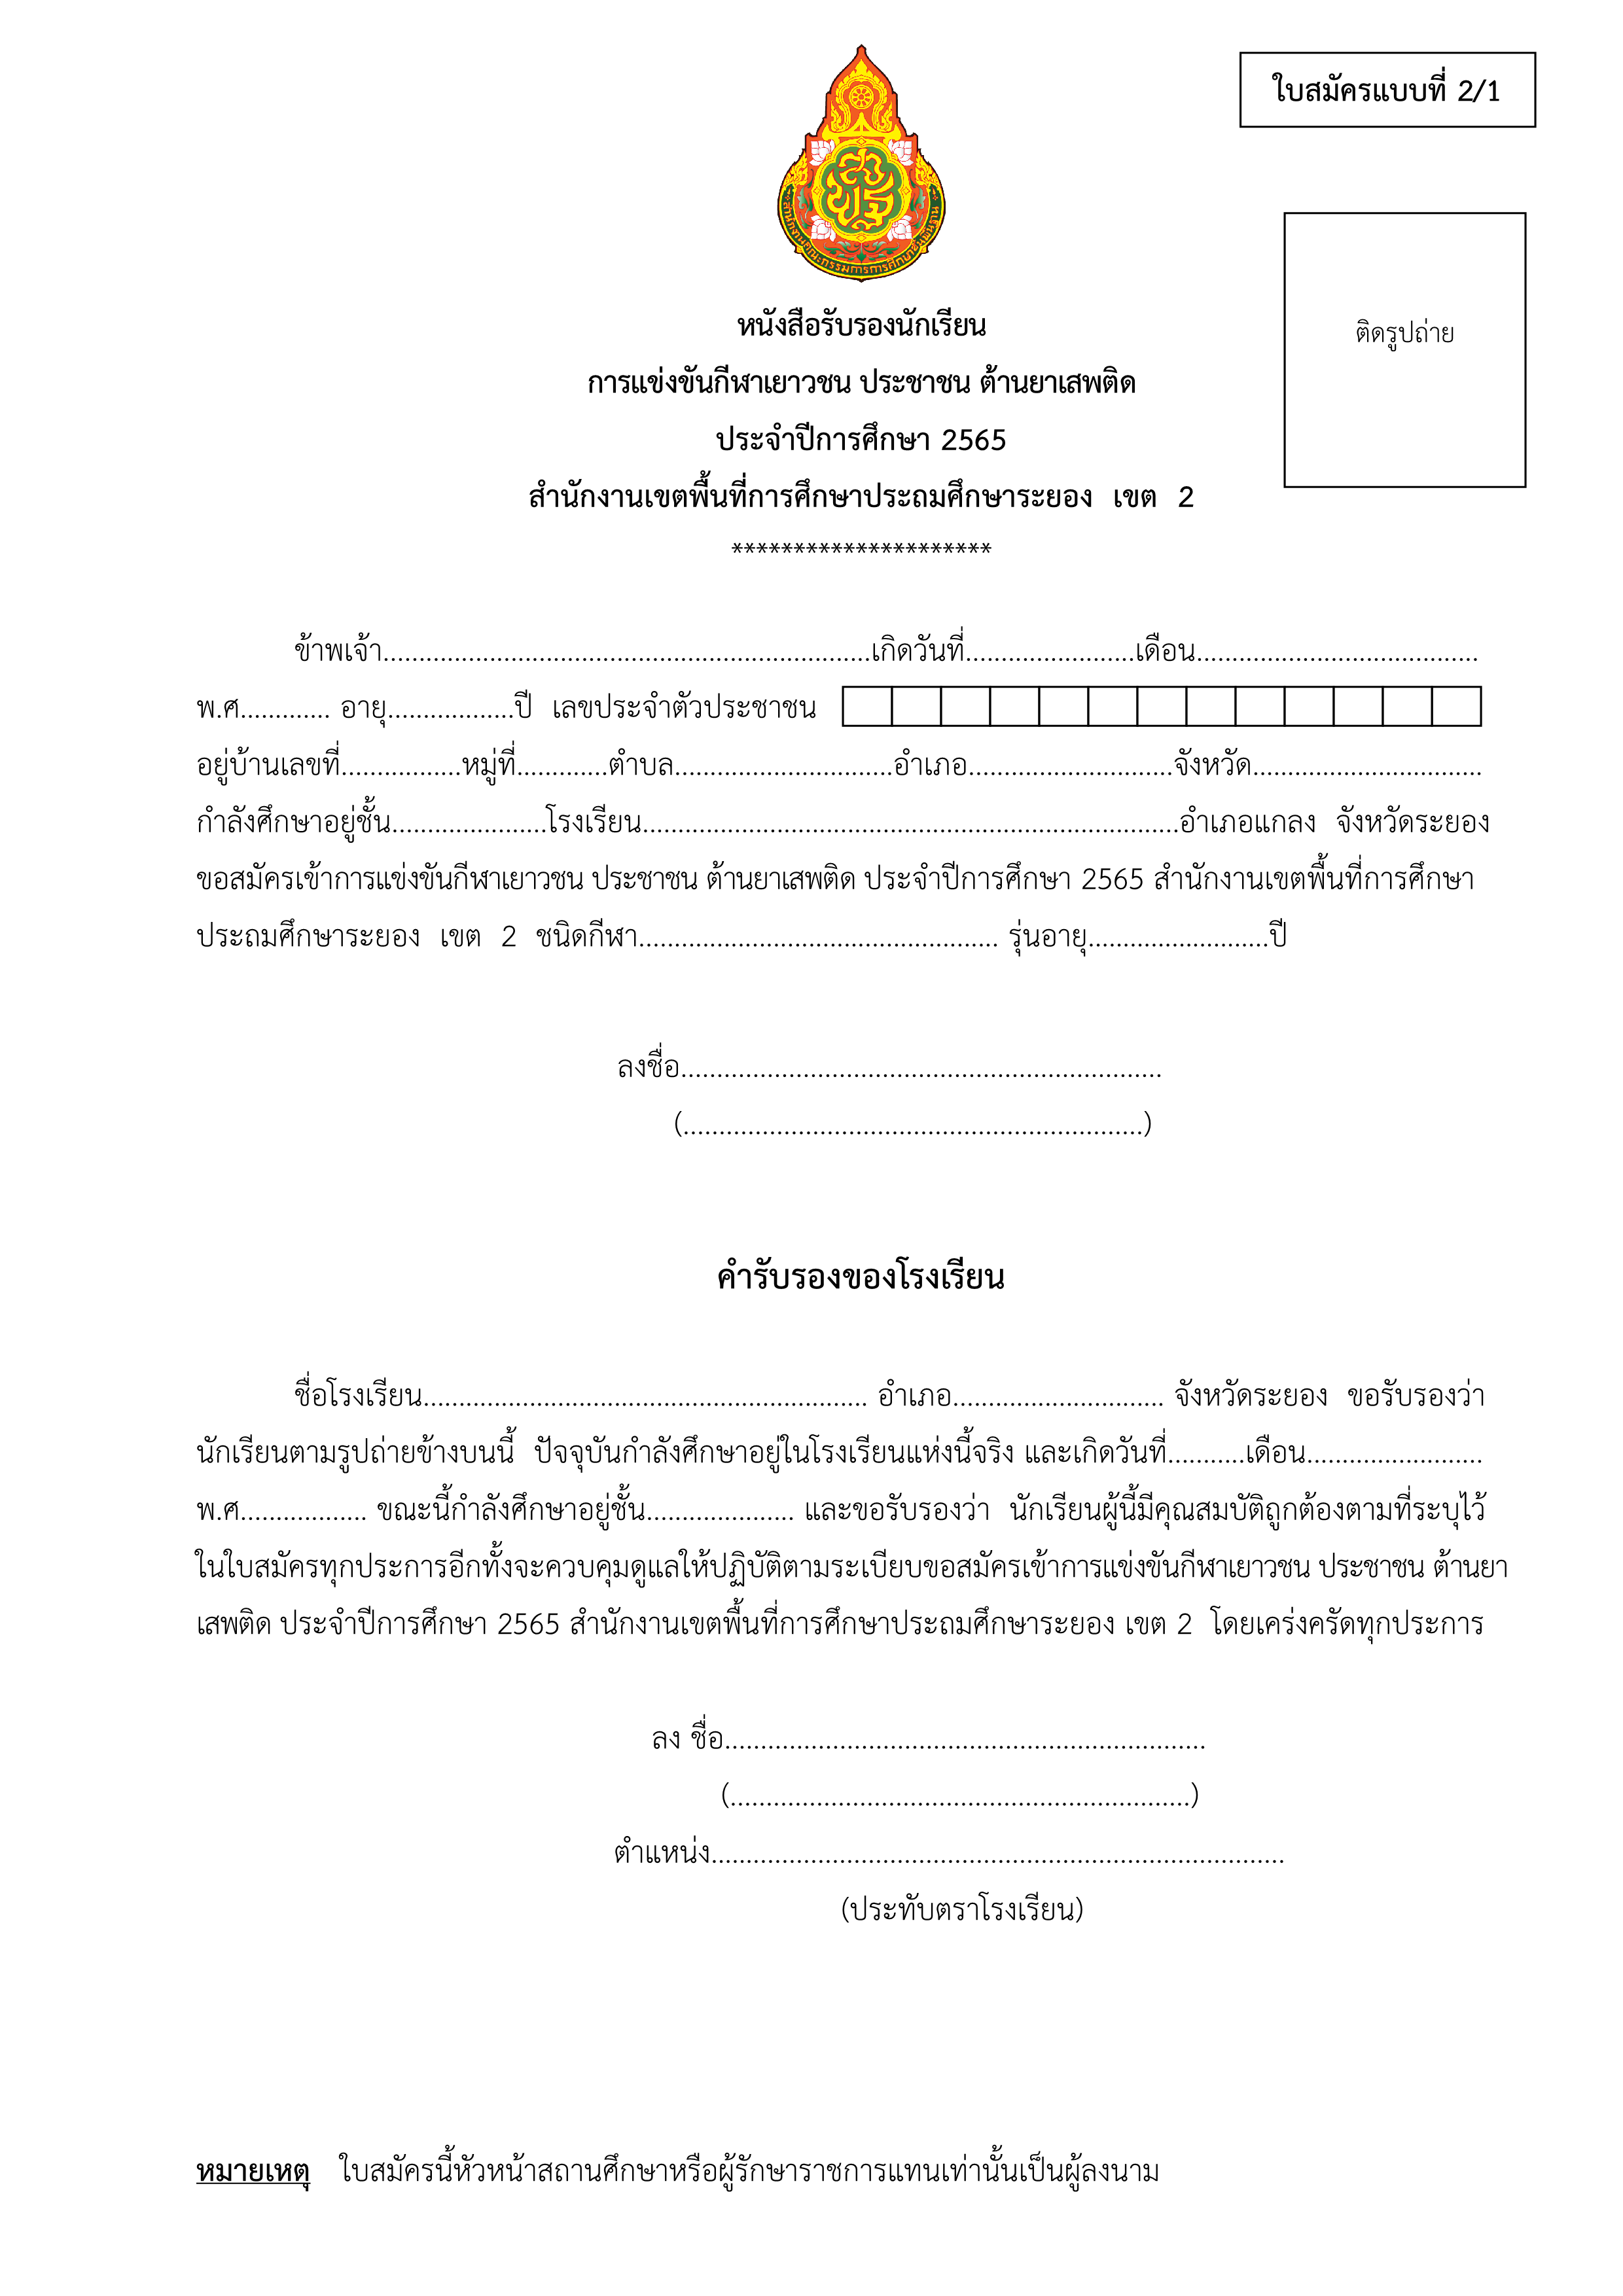 ใบสมัครแบบที่ 2/1
สำนักงานคณะกรรมการการศึกษาขั้นพื้นฐาน
ติดรูปถ่าย
หนังสือรับรองนักเรียน
การแข่งขันกีฬาเยาวชน ประชาชน ต้านยาเสพติด
ประจำปีการศึกษา 2565
สำนักงานเขตพื้นที่การศึกษาประถมศึกษาระยอง เขต 2
*********************
ข้าพเจ้า.....................................................................เกิดวันที่........................เดือน........................................
พ.ศ............. อายุ..................ปี เลขประจำตัวประชาชน
อยู่บ้านเลขที่.................หมู่ที่.............ตำบล...............................อำเภอ.............................จังหวัด................................
กำลังศึกษาอยู่ชั้น......................โรงเรียน............................................................................อำเภอแกลง จังหวัดระยอง
ขอสมัครเข้าการแข่งขันกีฬาเยาวชน ประชาชน ต้านยาเสพติด ประจำปีการศึกษา 2565 สำนักงานเขตพื้นที่การศึกษา
ประถมศึกษาระยอง เขต 2 ชนิดกีฬา.................................................. รุ่นอายุ.........................ปี
ลงชื่อ...................................................................
(................................................................)
คำรับรองของโรงเรียน
ชื่อโรงเรียน............................................................... อำเภอ.............................. จังหวัดระยอง ขอรับรองว่า
นักเรียนตามรูปถ่ายข้างบนนี้ ปัจจุบันกำลังศึกษาอยู่ในโรงเรียนแห่งนี้จริง และเกิดวันที่...........เดือน.........................
พ.ศ.................. ขณะนี้กำลังศึกษาอยู่ชั้น..................... และขอรับรองว่า นักเรียนผู้นี้มีคุณสมบัติถูกต้องตามที่ระบุไว้
ในใบสมัครทุกประการอีกทั้งจะควบคุมดูแลให้ปฏิบัติตามระเบียบขอสมัครเข้าการแข่งขันกีฬาเยาวชน ประชาชน ต้านยา
เสพติด ประจำปีการศึกษา 2565 สำนักงานเขตพื้นที่การศึกษาประถมศึกษาระยอง เขต 2 โดยเคร่งครัดทุกประการ
ลง ชื่อ...................................................................
(................................................................)
ตำแหน่ง................................................................................
(ประทับตราโรงเรียน)
หมายเหตุ ใบสมัครนี้หัวหน้าสถานศึกษาหรือผู้รักษาราชการแทนเท่านั้นเป็นผู้ลงนาม